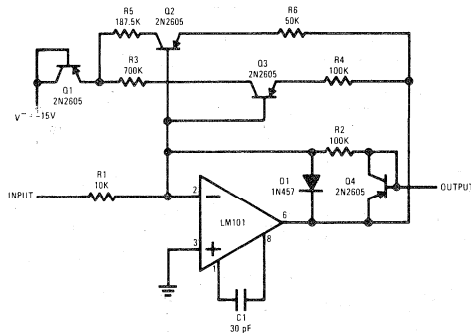 R5
187.5K
Q2
2N2605
R6
50K
Q1
2N2605
R3
700K
Q3
2N2605
R4
100K
V⁻ = -15V
R2
100K
R1
10K
INPUT
D1
1N457
Q4
2N2605
OUTPUT
2
LM101
6
3
8
1
C1
30 pF